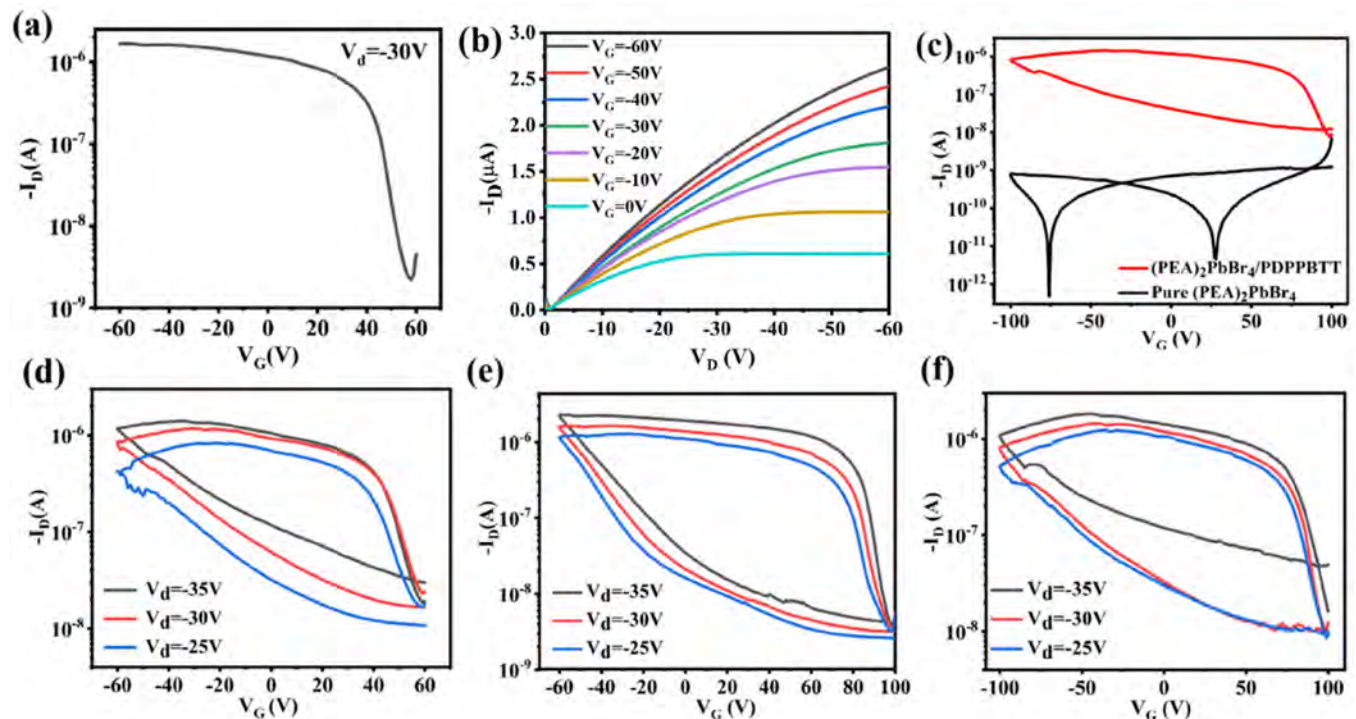 (a)
V_d=-30V
10^-6
10^-7
10^-8
10^-9
-I_D(A)
-60 -40 -20 0 20 40 60
V_G(V)
(b)
V_G=-60V
V_G=-50V
V_G=-40V
V_G=-30V
V_G=-20V
V_G=-10V
V_G=0V
3.0
2.5
2.0
1.5
1.0
0.5
0.0
-I_D(μA)
0 -10 -20 -30 -40 -50 -60
V_D (V)
(c)
10^-5
10^-6
10^-7
10^-8
10^-9
10^-10
10^-11
10^-12
-I_D (A)
(PEA)_2PbBr_4/PDPPBTT
Pure (PEA)_2PbBr_4
-100 -50 0 50 100
V_G (V)
(d)
10^-6
10^-7
10^-8
-I_D(A)
V_d=-35V
V_d=-30V
V_d=-25V
-60 -40 -20 0 20 40 60
V_G (V)
(e)
10^-5
10^-6
10^-7
10^-8
10^-9
-I_D(A)
V_d=-35V
V_d=-30V
V_d=-25V
-60 -40 -20 0 20 40 60 80 100
V_G (V)
(f)
10^-6
10^-7
10^-8
-I_D (A)
V_d=-35V
V_d=-30V
V_d=-25V
-100 -50 0 50 100
V_G (V)